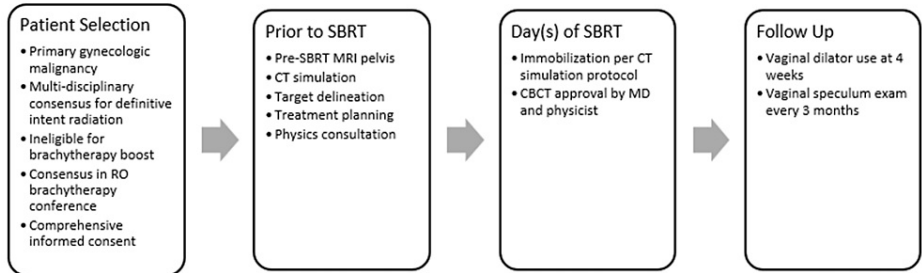 Patient Selection
• Primary gynecologic
malignancy
• Multi-disciplinary
consensus for definitive
intent radiation
• Ineligible for
brachytherapy boost
• Consensus in RO
brachytherapy
conference
• Comprehensive
informed consent
Prior to SBRT
• Pre-SBRT MRI pelvis
• CT simulation
• Target delineation
• Treatment planning
• Physics consultation
Day(s) of SBRT
• Immobilization per CT
simulation protocol
• CBCT approval by MD
and physicist
Follow Up
• Vaginal dilator use at 4
weeks
• Vaginal speculum exam
every 3 months